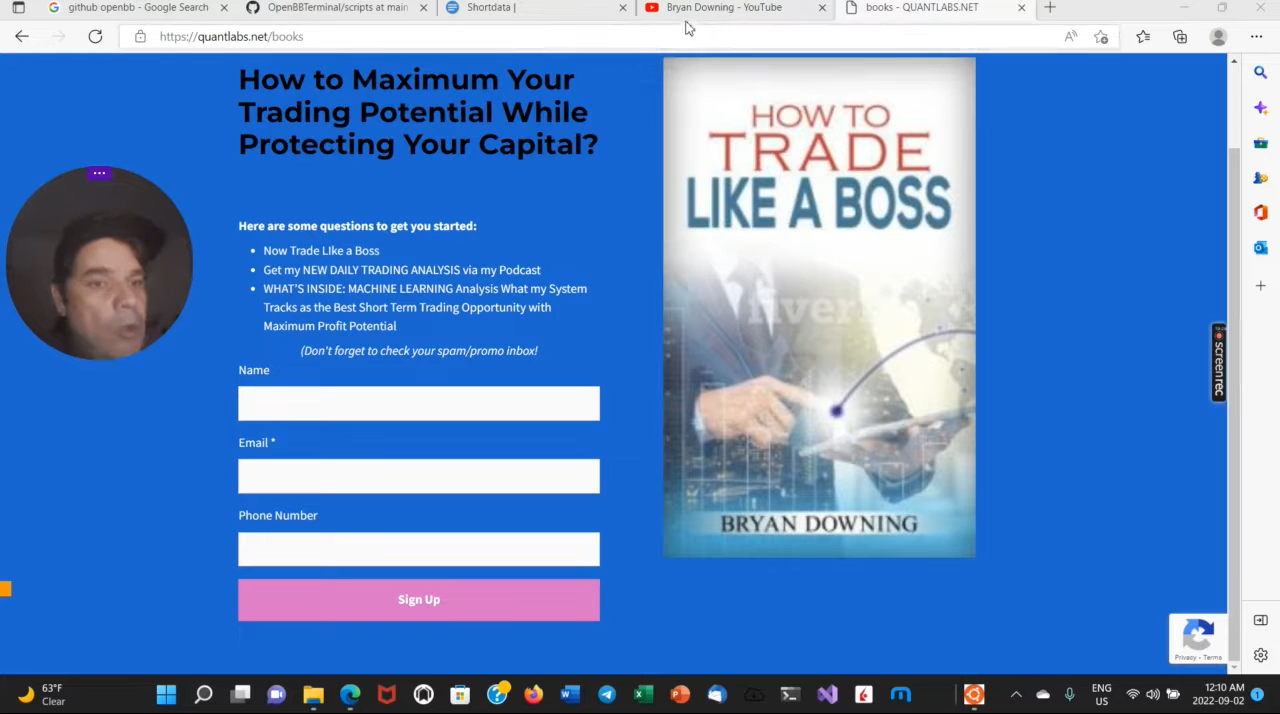 github openbb - Google Search
OpenBBTerminal/scripts at main
Shortdata |
Bryan Downing - YouTube
books - QUANTLABS.NET
https://quantlabs.net/books
How to Maximum Your
Trading Potential While
Protecting Your Capital?
Here are some questions to get you started:
Now Trade LIke a Boss
Get my NEW DAILY TRADING ANALYSIS via my Podcast
WHAT'S INSIDE: MACHINE LEARNING Analysis What my System
Tracks as the Best Short Term Trading Opportunity with
Maximum Profit Potential
(Don't forget to check your spam/promo inbox!
Name
Email *
Phone Number
Sign Up
HOW TO
TRADE
LIKE A BOSS
fiverr
BRYAN DOWNING
screenrec
Privacy - Terms
63°F
Clear
ENG
US
12:10 AM
2022-09-02
1